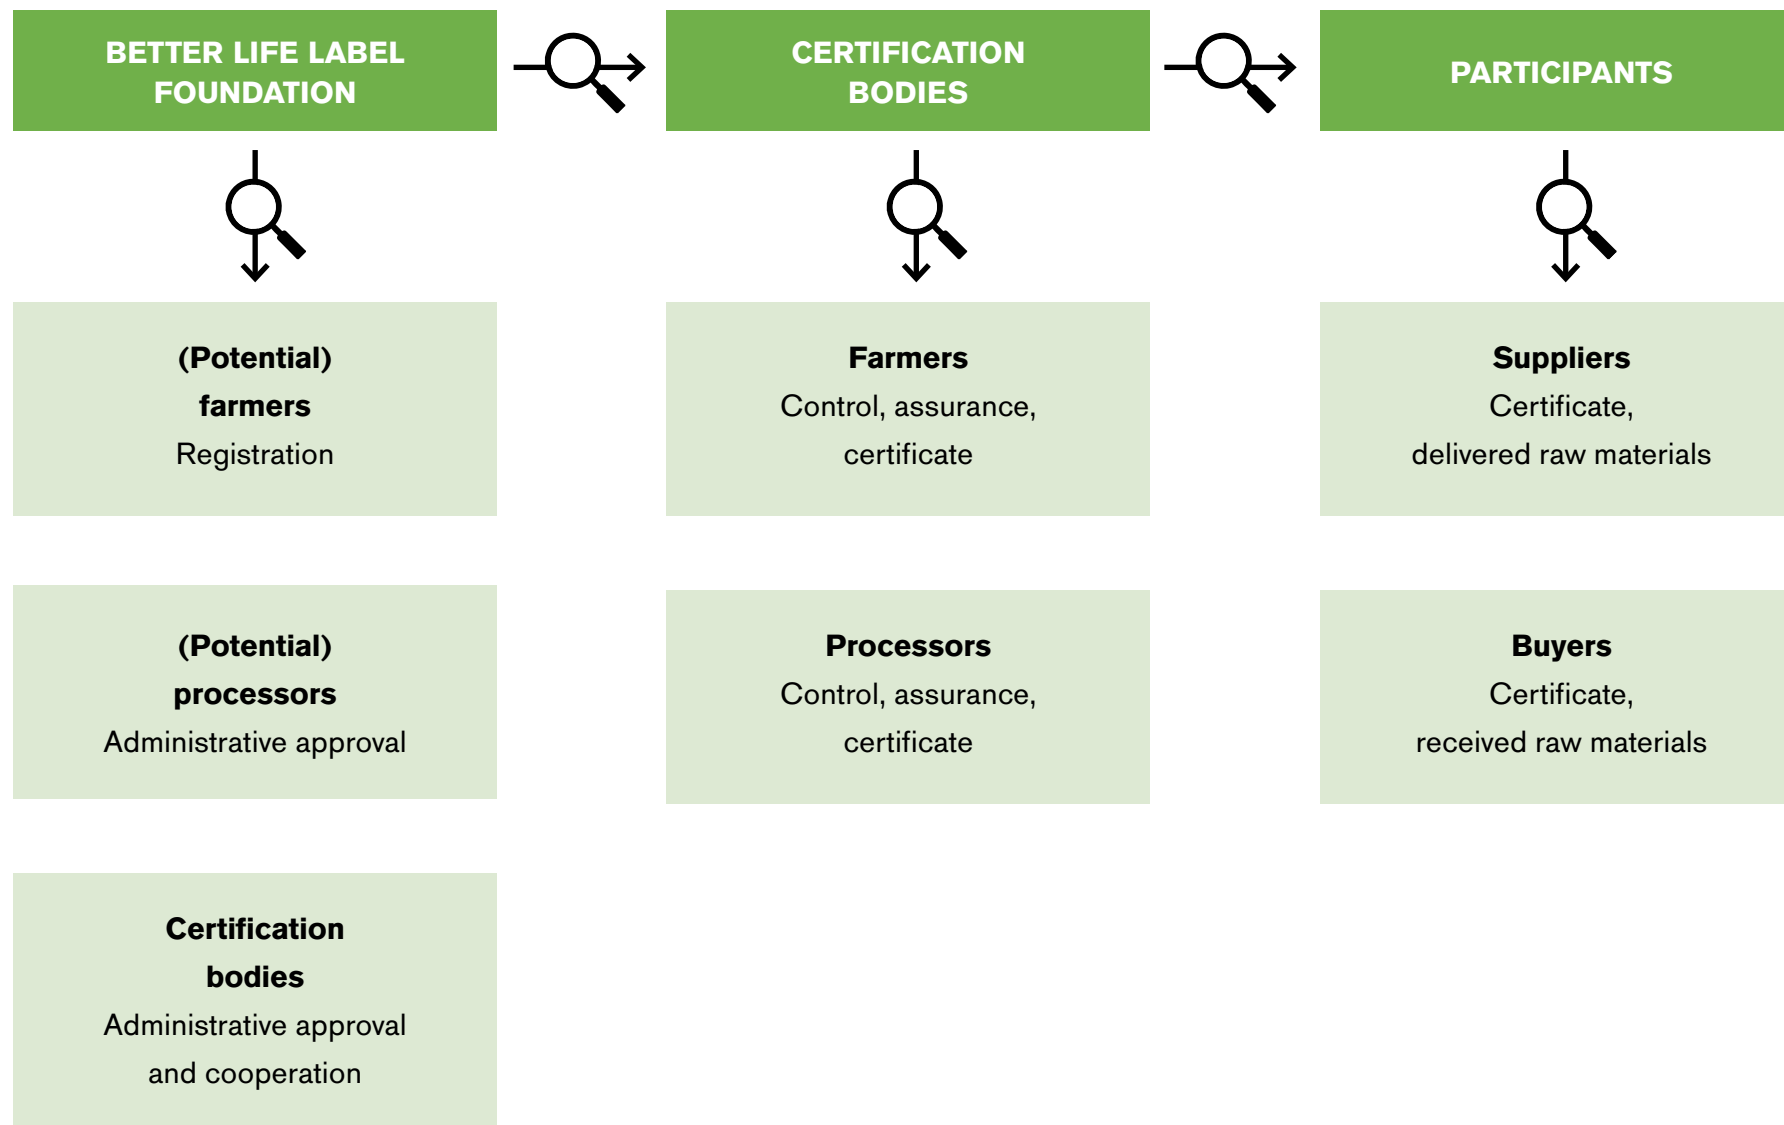 BETTER LIFE LABEL
FOUNDATION
CERTIFICATION
BODIES
PARTICIPANTS
(Potential)
farmers
Registration
Farmers
Control, assurance,
certificate
Suppliers
Certificate,
delivered raw materials
(Potential)
processors
Administrative approval
Processors
Control, assurance,
certificate
Buyers
Certificate,
received raw materials
Certification
bodies
Administrative approval
and cooperation